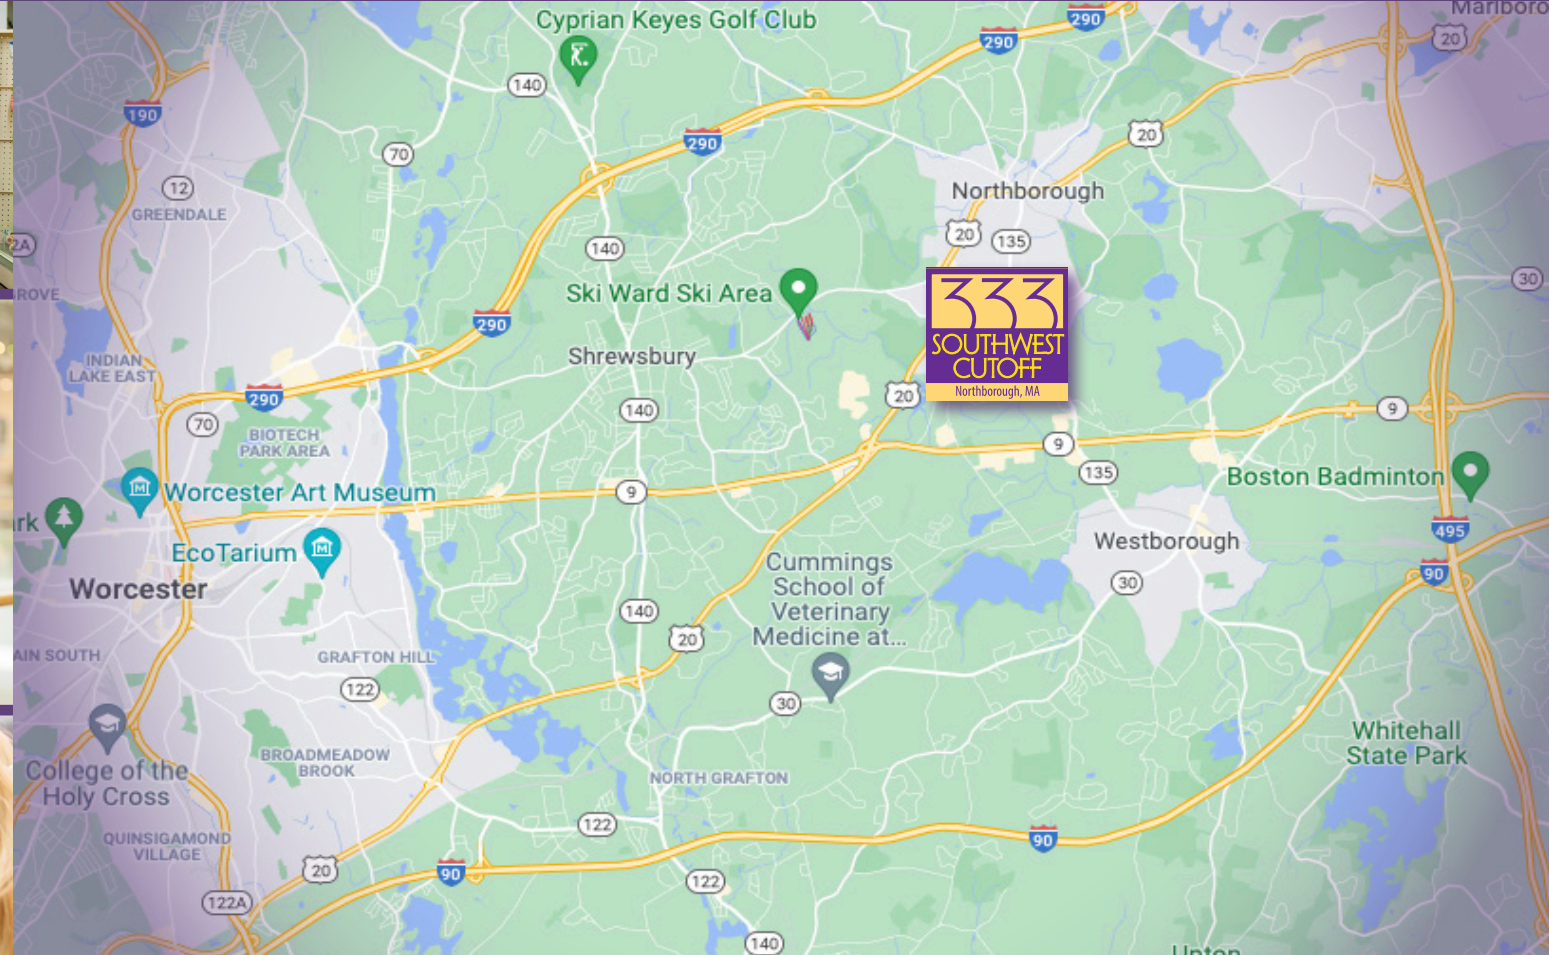 Marlboro
Cyprian Keyes Golf Club
290
290
20
140
190
290
20
70
12
Northborough
GREENDALE
20
135
2A
140
30
Ski Ward Ski Area
333
SOUTHWEST
CUTOFF
Northborough, MA
290
Shrewsbury
INDIAN
LAKE EAST
290
20
9
140
70
BIOTECH
PARK AREA
9
135
Boston Badminton
Worcester Art Museum
9
495
EcoTarium
Westborough
Worcester
30
90
Cummings
School of
Veterinary
Medicine at...
140
20
AIN SOUTH
GRAFTON HILL
122
30
Whitehall
State Park
BROADMEADOW
BROOK
NORTH GRAFTON
College of the
Holy Cross
122
90
QUINSIGAMOND
VILLAGE
20
90
122
122A
140